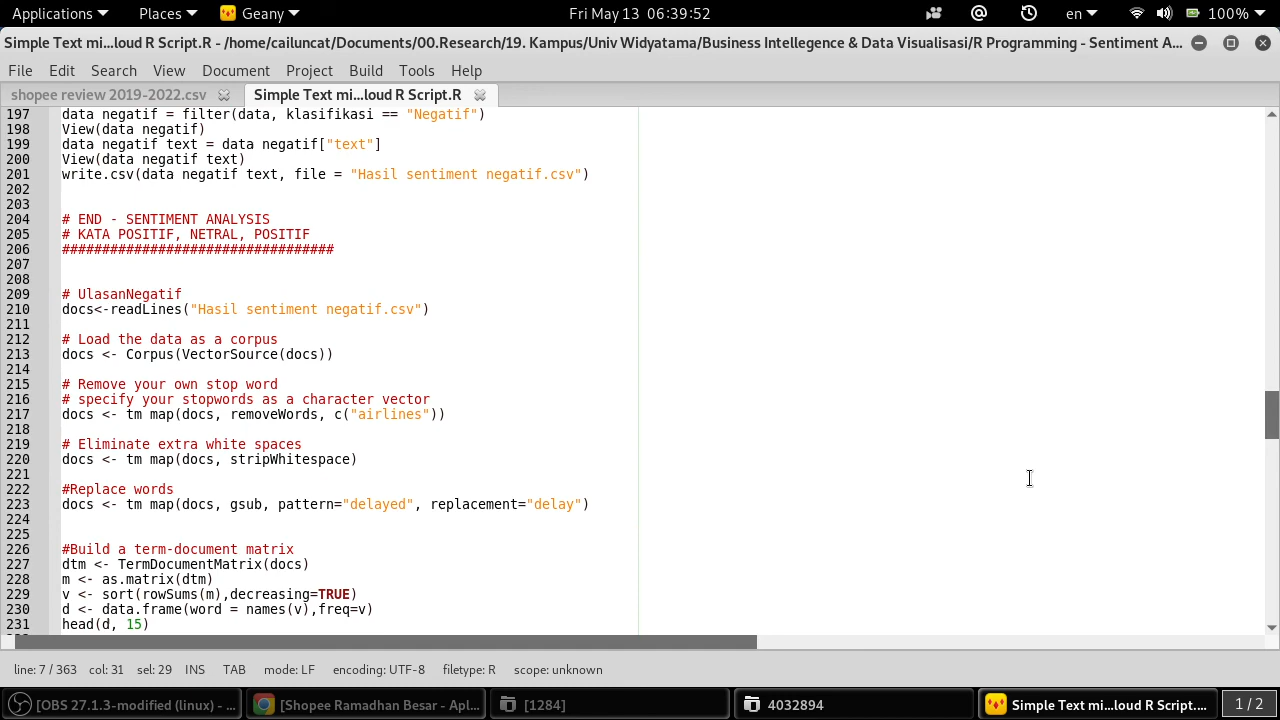 Applications Places Geany Fri May 13 06:39:52 en 100%
Simple Text mi...loud R Script.R - /home/cailuncat/Documents/00.Research/19. Kampus/Univ Widyatama/Business Intellegence & Data Visualisasi/R Programming - Sentiment A...
File Edit Search View Document Project Build Tools Help
shopee review 2019-2022.csv Simple Text mi...loud R Script.R
197 data negatif = filter(data, klasifikasi == "Negatif")
198 View(data negatif)
199 data negatif text = data negatif["text"]
200 View(data negatif text)
201 write.csv(data negatif text, file = "Hasil sentiment negatif.csv")
202
203
204 # END - SENTIMENT ANALYSIS
205 # KATA POSITIF, NETRAL, POSITIF
206 ##################################
207
208
209 # UlasanNegatif
210 docs<-readLines("Hasil sentiment negatif.csv")
211
212 # Load the data as a corpus
213 docs <- Corpus(VectorSource(docs))
214
215 # Remove your own stop word
216 # specify your stopwords as a character vector
217 docs <- tm map(docs, removeWords, c("airlines"))
218
219 # Eliminate extra white spaces
220 docs <- tm map(docs, stripWhitespace)
221
222 #Replace words
223 docs <- tm map(docs, gsub, pattern="delayed", replacement="delay")
224
225
226 #Build a term-document matrix
227 dtm <- TermDocumentMatrix(docs)
228 m <- as.matrix(dtm)
229 v <- sort(rowSums(m),decreasing=TRUE)
230 d <- data.frame(word = names(v),freq=v)
231 head(d, 15)
line: 7 / 363 col: 31 sel: 29 INS TAB mode: LF encoding: UTF-8 filetype: R scope: unknown
[OBS 27.1.3-modified (linux) - ... [Shopee Ramadhan Besar - Apl... [1284] 4032894 Simple Text mi...loud R Script.... 1 / 2